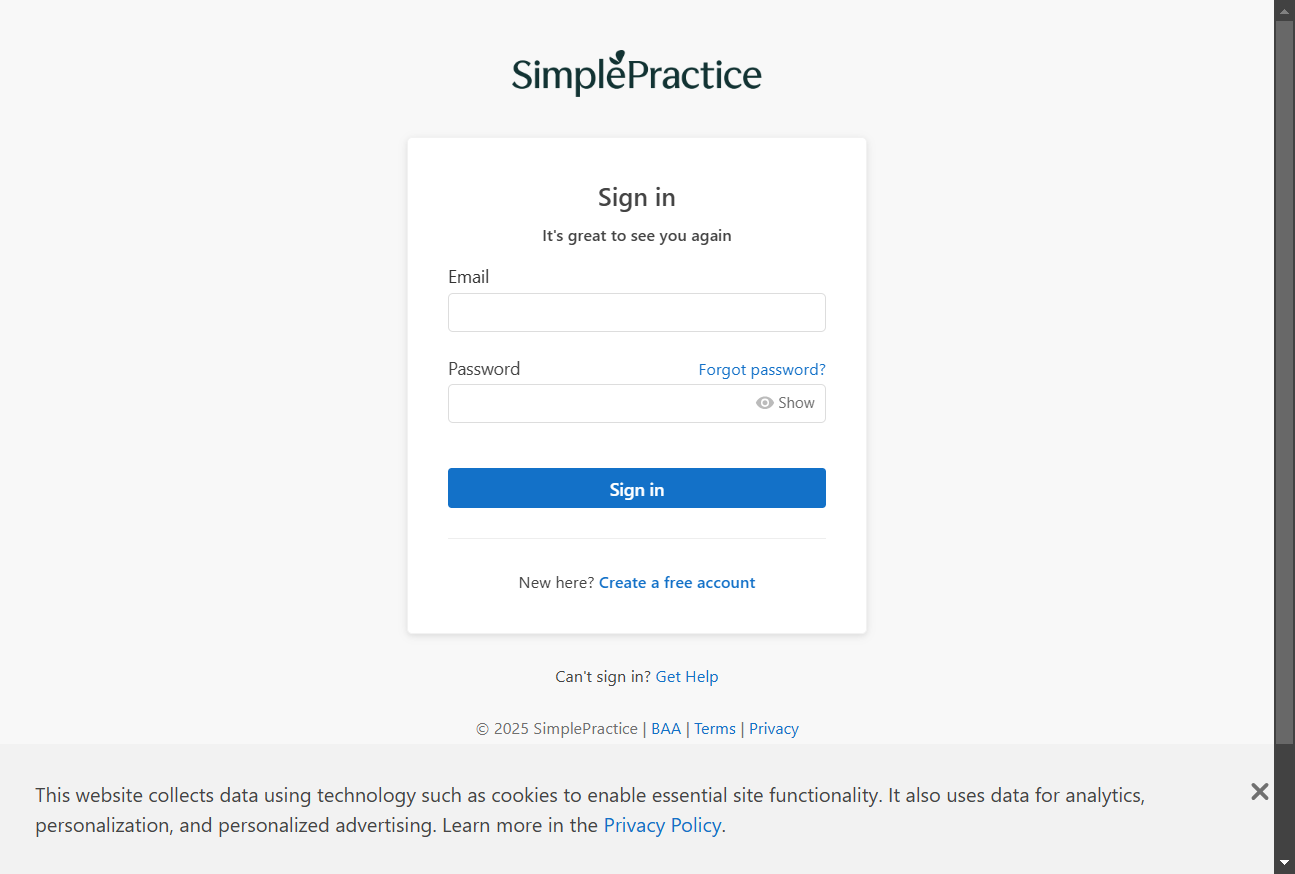 SimplePractice
Sign in
It's great to see you again
Email
Password
Forgot password?
Show
Sign in
New here? Create a free account
Can't sign in? Get Help
© 2025 SimplePractice | BAA | Terms | Privacy
This website collects data using technology such as cookies to enable essential site functionality. It also uses data for analytics,
personalization, and personalized advertising. Learn more in the Privacy Policy.